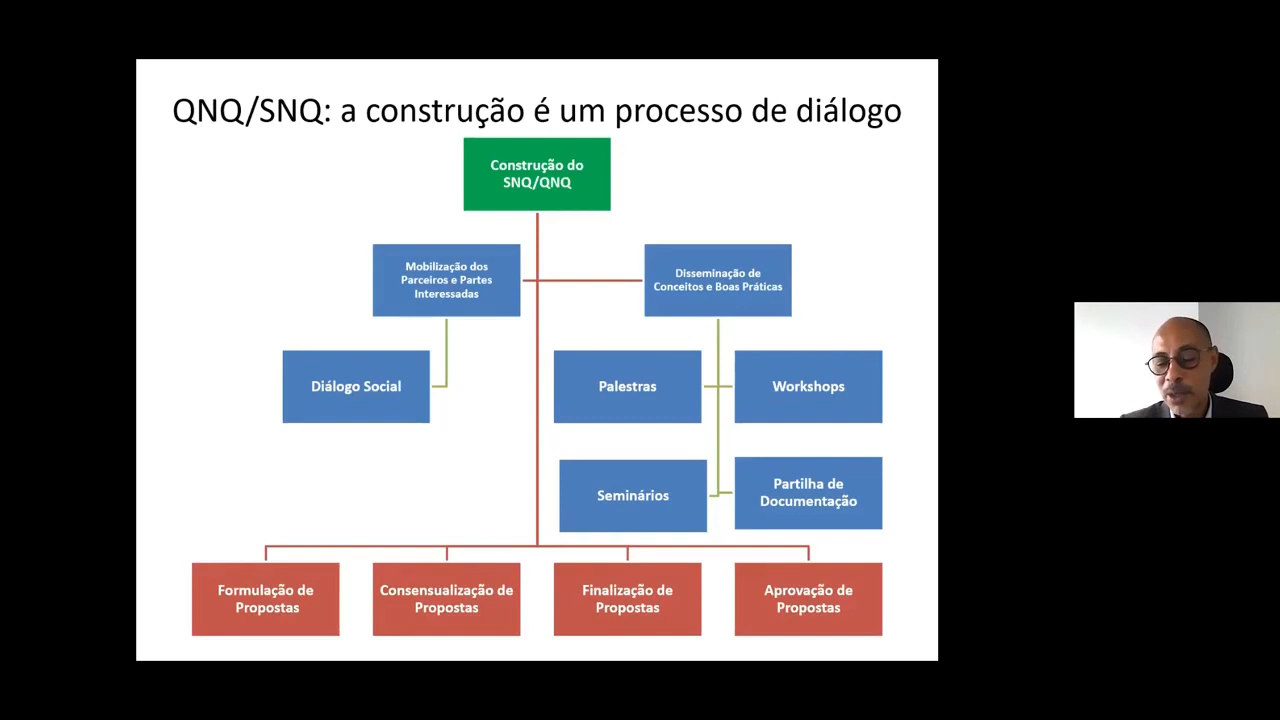 QNQ/SNQ: a construção é um processo de diálogo
Construção do
SNQ/QNQ
Mobilização dos
Parceiros e Partes
Interessadas
Disseminação de
Conceitos e Boas Práticas
Diálogo Social
Palestras
Workshops
Seminários
Partilha de
Documentação
Formulação de
Propostas
Consensualização de
Propostas
Finalização de
Propostas
Aprovação de
Propostas